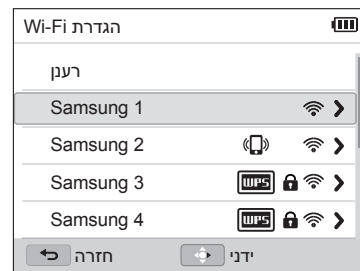 הגדרת Wi-Fi
רענן
Samsung 1
Samsung 2
Samsung 3
WPS
Samsung 4
WPS
חזרה
ידני